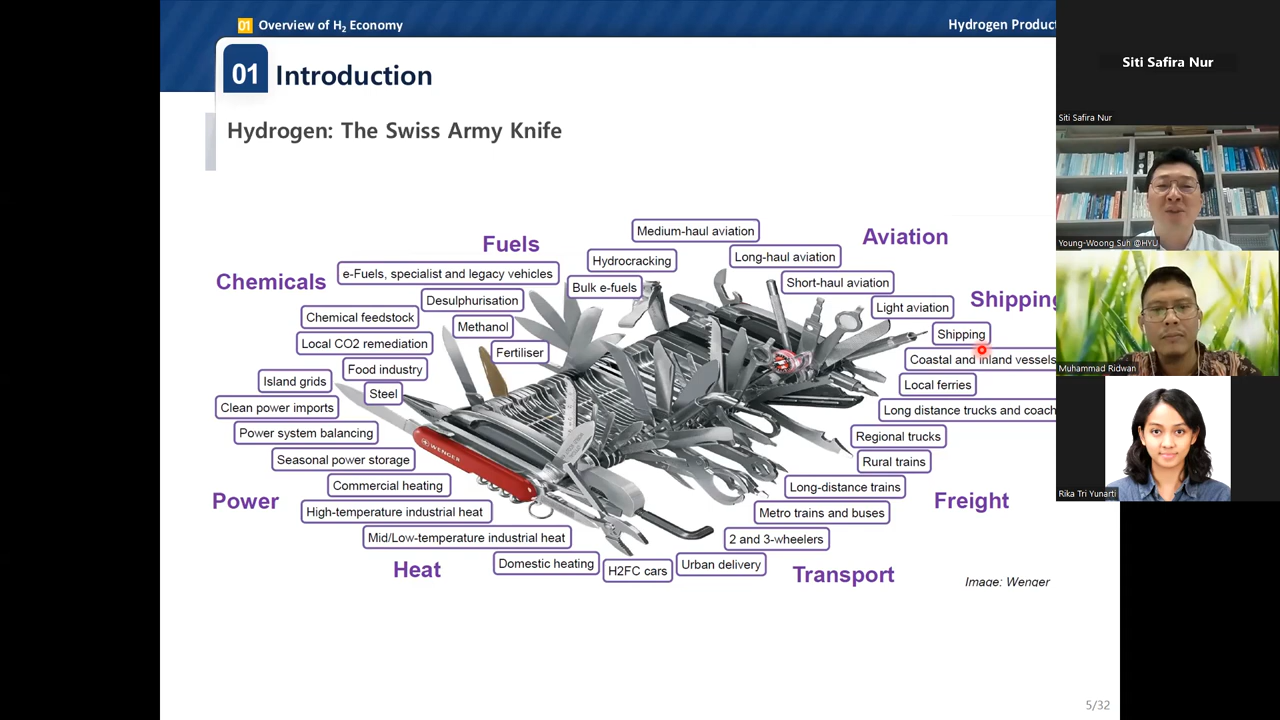 01 Overview of H₂ Economy
Hydrogen Product
01 Introduction
Hydrogen: The Swiss Army Knife
Medium-haul aviation
Fuels
Aviation
Hydrocracking
Long-haul aviation
Chemicals
e-Fuels, specialist and legacy vehicles
Bulk e-fuels
Short-haul aviation
Desulphurisation
Shipping
Light aviation
Chemical feedstock
Methanol
Shipping
Local CO2 remediation
Fertiliser
Coastal and inland vessels
Food industry
Local ferries
Island grids
Steel
Clean power imports
Long distance trucks and coach
Power system balancing
Regional trucks
WENGER
Seasonal power storage
Rural trains
Commercial heating
Long-distance trains
Power
Freight
High-temperature industrial heat
Metro trains and buses
Mid/Low-temperature industrial heat
2 and 3-wheelers
Domestic heating
H2FC cars
Urban delivery
Heat
Transport
Image: Wenger
5/32
Siti Safira Nur
Siti Safira Nur
Young-Woong Suh @HYU
Muhammad Ridwan
Rika Tri Yunarti